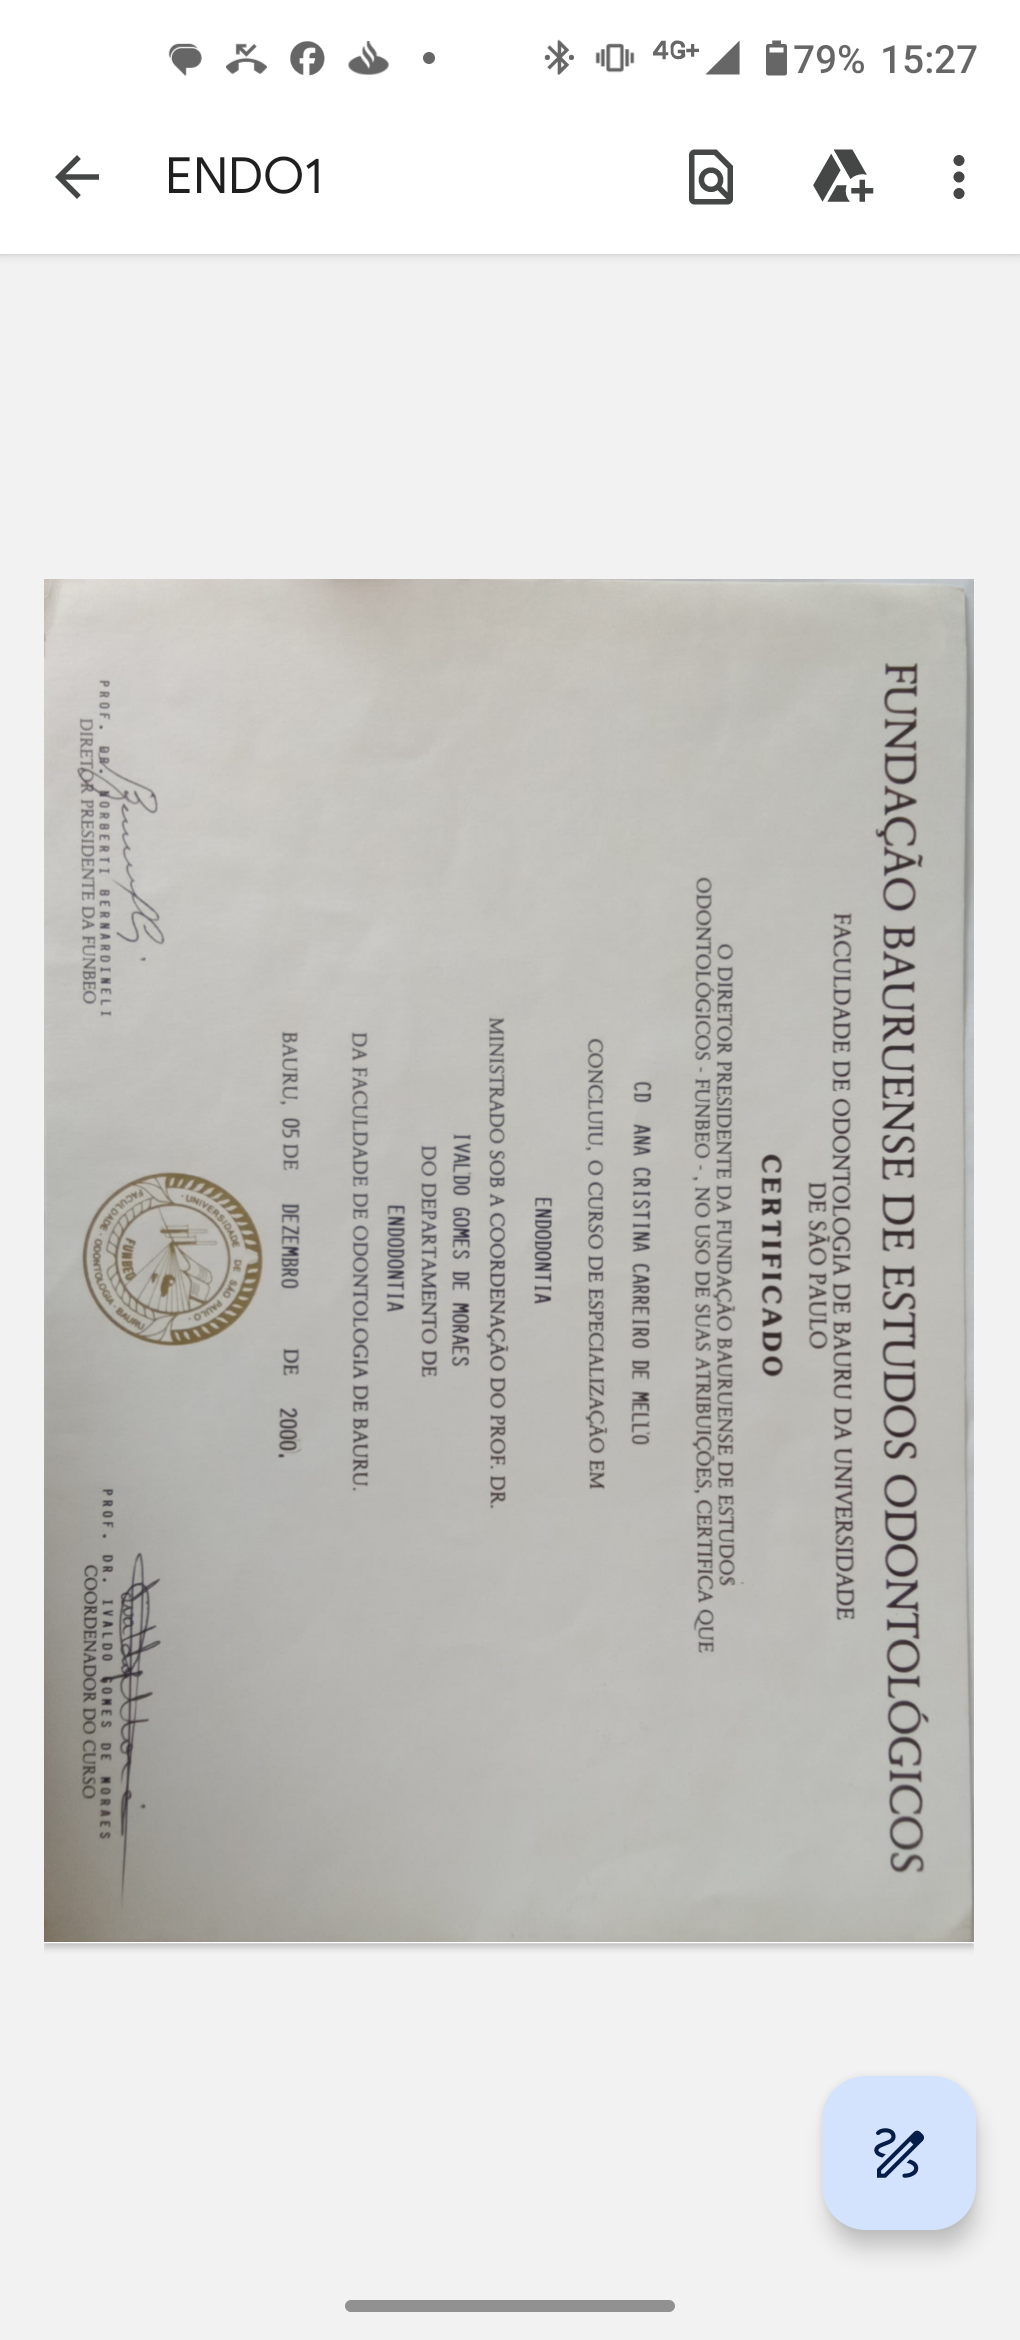 4G+ 79% 15:27
ENDO1
FUNDAÇÃO BAURUENSE DE ESTUDOS ODONTOLÓGICOS
FACULDADE DE ODONTOLOGIA DE BAURU DA UNIVERSIDADE
DE SÃO PAULO
CERTIFICADO
O DIRETOR PRESIDENTE DA FUNDAÇÃO BAURUENSE DE ESTUDOS
ODONTOLÓGICOS - FUNBEO - , NO USO DE SUAS ATRIBUIÇÕES, CERTIFICA QUE
CD ANA CRISTINA CARREIRO DE MELLO
CONCLUIU, O CURSO DE ESPECIALIZAÇÃO EM
ENDODONTIA
MINISTRADO SOB A COORDENAÇÃO DO PROF. DR.
IVALDO GOMES DE MORAES
DO DEPARTAMENTO DE
ENDODONTIA
DA FACULDADE DE ODONTOLOGIA DE BAURU.
BAURU, 05 DE DEZEMBRO DE 2000.
UNIVERSIDADE DE SÃO PAULO
FACULDADE - ODONTOLOGIA - BAURU
FUNBEO
PROF. DR. NORBERTI BERNARDINELI
DIRETOR PRESIDENTE DA FUNBEO
PROF. DR. IVALDO GOMES DE MORAES
COORDENADOR DO CURSO